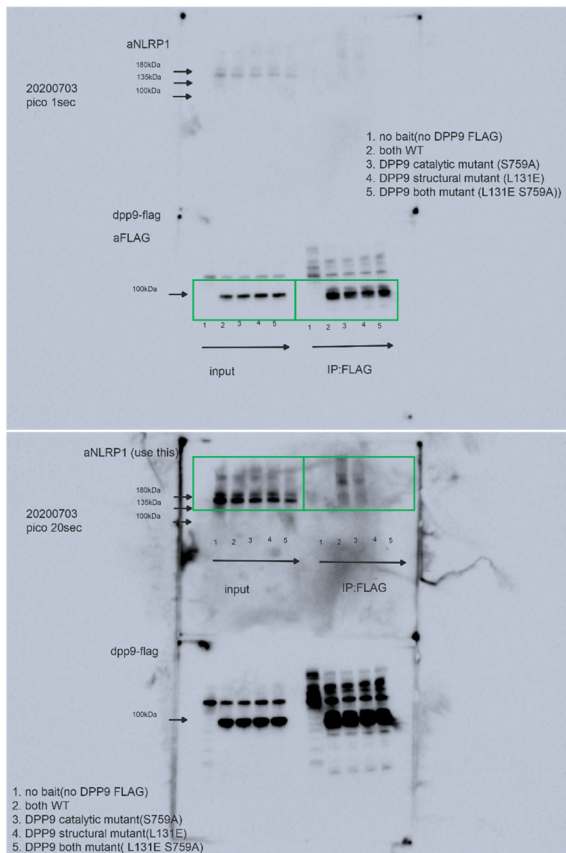 aNLRP1
180kDa
135kDa
100kDa
20200703
pico 1sec
1. no bait(no DPP9 FLAG)
2. both WT
3. DPP9 catalytic mutant (S759A)
4. DPP9 structural mutant (L131E)
5. DPP9 both mutant (L131E S759A))
dpp9-flag
aFLAG
100kDa
1 2 3 4 5 1 2 3 4 5
input IP:FLAG
aNLRP1 (use this)
180kDa
135kDa
100kDa
20200703
pico 20sec
1 2 3 4 5 1 2 3 4 5
input IP:FLAG
dpp9-flag
100kDa
1. no bait(no DPP9 FLAG)
2. both WT
3. DPP9 catalytic mutant(S759A)
4. DPP9 structural mutant(L131E)
5. DPP9 both mutant( L131E S759A)